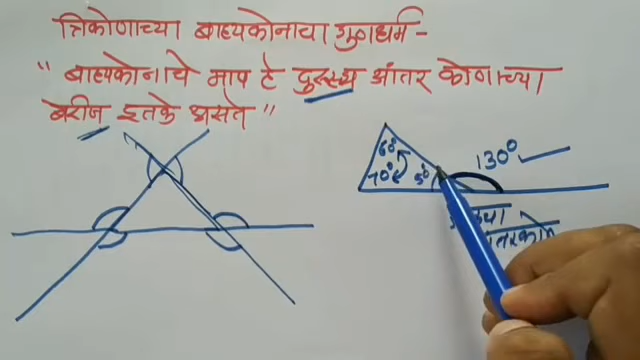 त्रिकोणाच्या बाह्यकोनाचा गुणधर्म -
" बाह्यकोनाचे माप हे दुरस्थ आंतर कोणाच्या
बेरीज इतके असते "
60°
130°
70°
50°